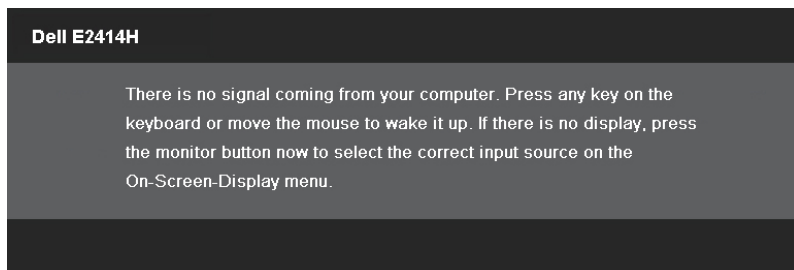 Dell E2414H
There is no signal coming from your computer. Press any key on the
keyboard or move the mouse to wake it up. If there is no display, press
the monitor button now to select the correct input source on the
On-Screen-Display menu.